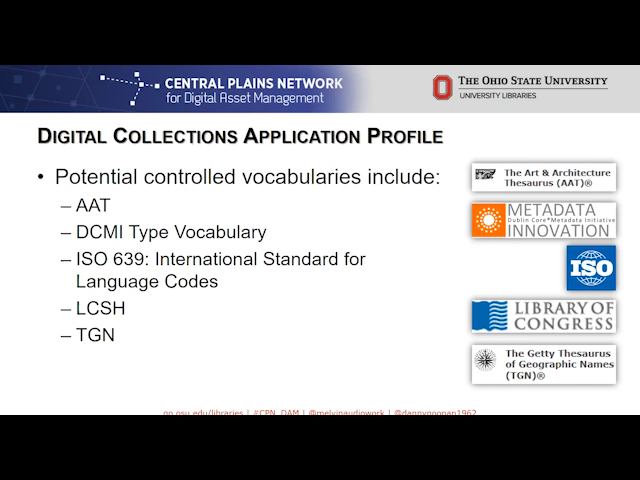 CENTRAL PLAINS NETWORK
for Digital Asset Management
THE OHIO STATE UNIVERSITY
UNIVERSITY LIBRARIES
DIGITAL COLLECTIONS APPLICATION PROFILE
• Potential controlled vocabularies include:
– AAT
– DCMI Type Vocabulary
– ISO 639: International Standard for
Language Codes
– LCSH
– TGN
The Art & Architecture
Thesaurus (AAT)®
METADATA
Dublin Core®Metadata Initiative
INNOVATION
ISO
LIBRARY OF
CONGRESS
The Getty Thesaurus
of Geographic Names
(TGN)®
go.osu.edu/libraries | #CPN_DAM | @melvinaudiowork | @dannynoonan1962